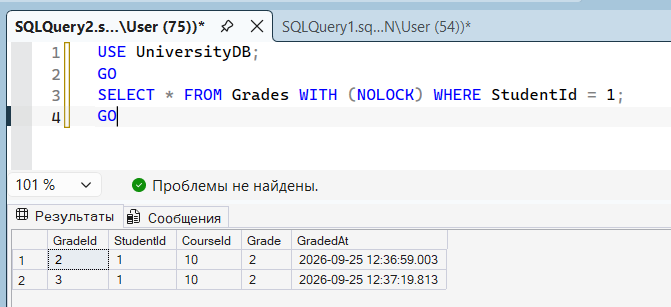 SQLQuery2.s...\User (75))* SQLQuery1.sq...N\User (54))*
1 USE UniversityDB;
2 GO
3 SELECT * FROM Grades WITH (NOLOCK) WHERE StudentId = 1;
4 GO
101 % Проблемы не найдены.
Результаты Сообщения
GradeId StudentId CourseId Grade GradedAt
1 2 1 10 2 2026-09-25 12:36:59.003
2 3 1 10 2 2026-09-25 12:37:19.813